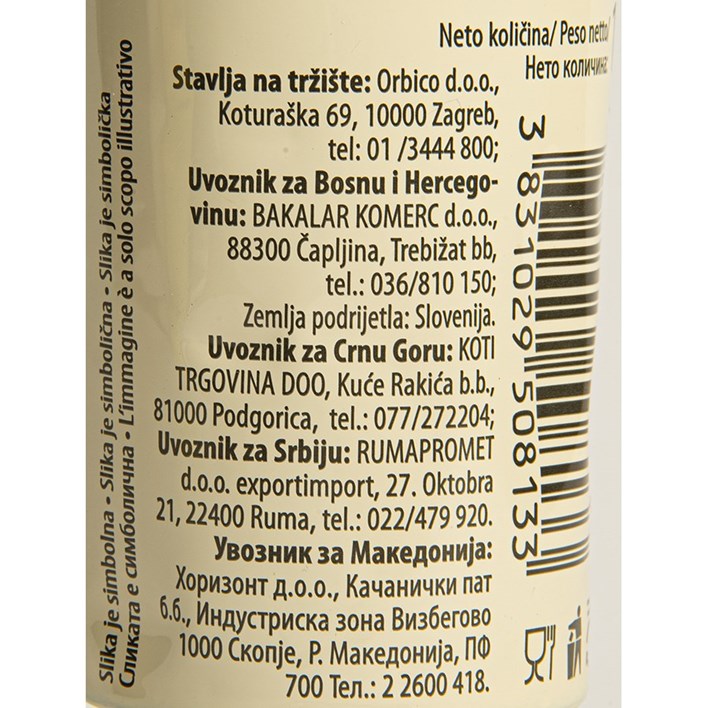 Neto količina/ Peso netto/
Нето количина:
Stavlja na tržište: Orbico d.o.o.,
Koturaška 69, 10000 Zagreb,
tel: 01 /3444 800;
Uvoznik za Bosnu i Hercego-
vinu: BAKALAR KOMERC d.o.o.,
88300 Čapljina, Trebižat bb,
tel.: 036/810 150;
Zemlja podrijetla: Slovenija.
Uvoznik za Crnu Goru: KOTI
TRGOVINA DOO, Kuće Rakića b.b.,
81000 Podgorica, tel.: 077/272204;
Uvoznik za Srbiju: RUMAPROMET
d.o.o. exportimport, 27. Oktobra
21, 22400 Ruma, tel.: 022/479 920.
Увозник за Македонија:
Хоризонт д.о.о., Качанички пат
б.б., Индустриска зона Визбегово
1000 Скопје, Р. Македонија, ПФ
700 Тел.: 2 2600 418.
Slika je simbolna • Slika je simbolična • Slika je simbolička
Сликата е симболична • L'immagine è a solo scopo illustrativo
3 831029 508133